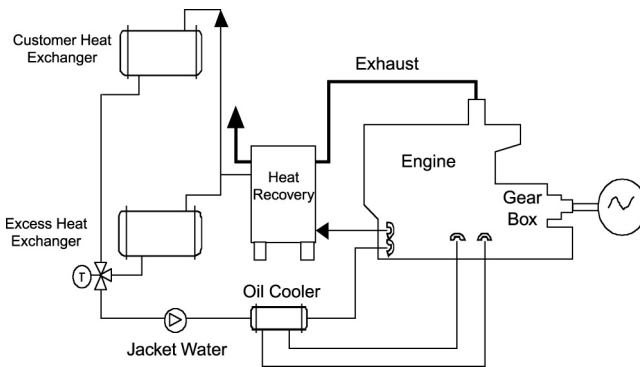 Customer Heat
Exchanger
Exhaust
Engine
Heat
Recovery
Gear
Box
Excess Heat
Exchanger
T
Oil Cooler
Jacket Water